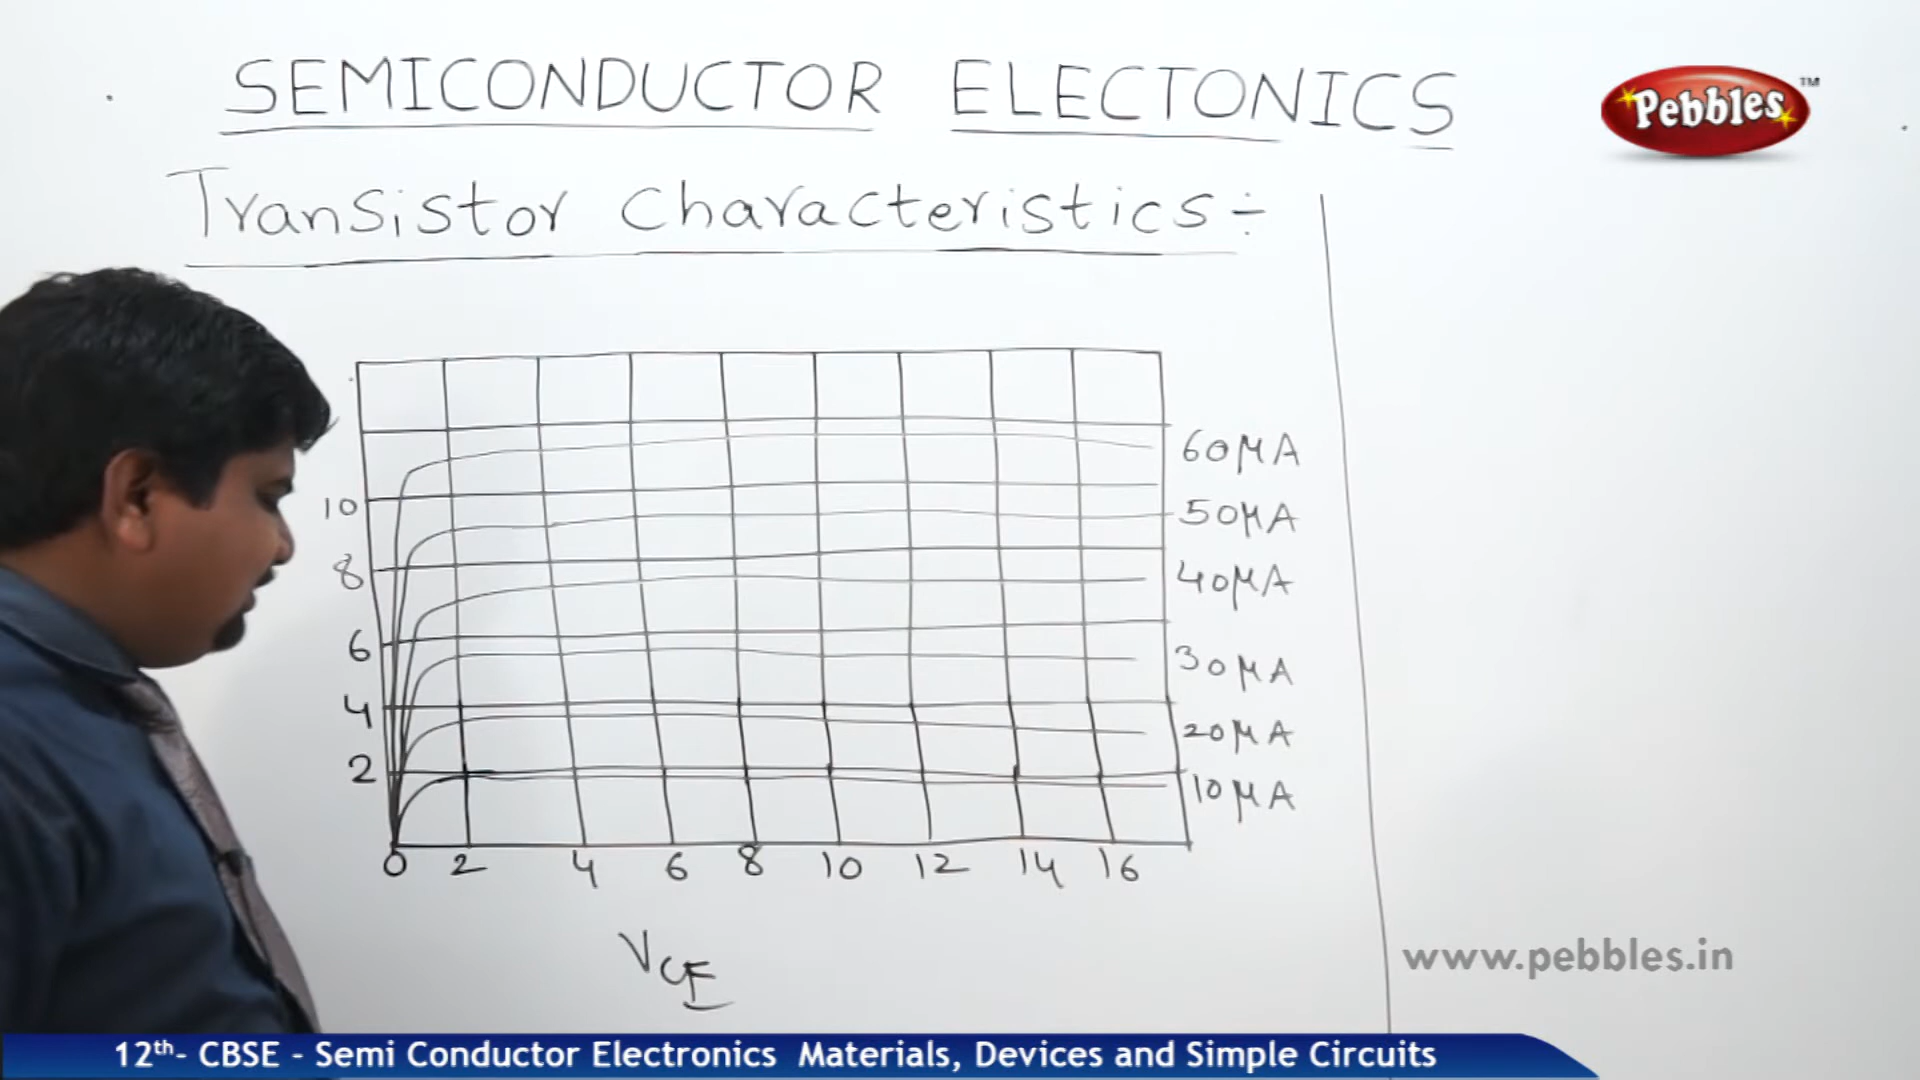 SEMICONDUCTOR ELECTONICS
Pebbles™
Transistor Characteristics:-
60μA
10
50μA
8
40μA
6
30μA
4
20μA
2
10μA
0 2 4 6 8 10 12 14 16
VCE
www.pebbles.in
12th- CBSE - Semi Conductor Electronics Materials, Devices and Simple Circuits